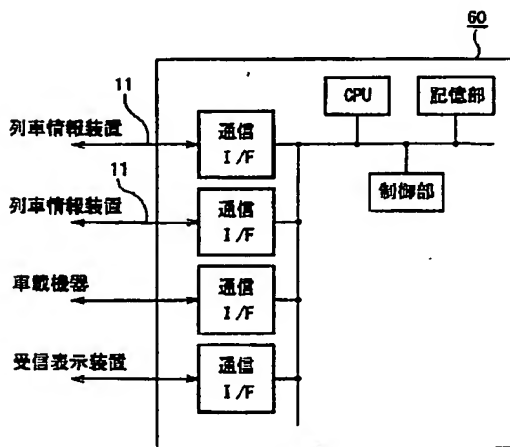 60
11
CPU
記憶部
列車情報装置
通信
I/F
制御部
11
列車情報装置
通信
I/F
車載機器
通信
I/F
受信表示装置
通信
I/F